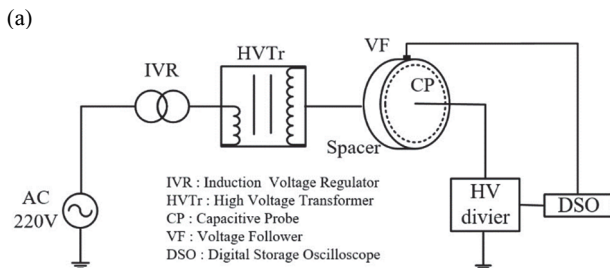 (a)
HVTr
VF
IVR
CP
Spacer
AC
220V
HV
divier
DSO
IVR : Induction Voltage Regulator
HVTr : High Voltage Transformer
CP : Capacitive Probe
VF : Voltage Follower
DSO : Digital Storage Oscilloscope